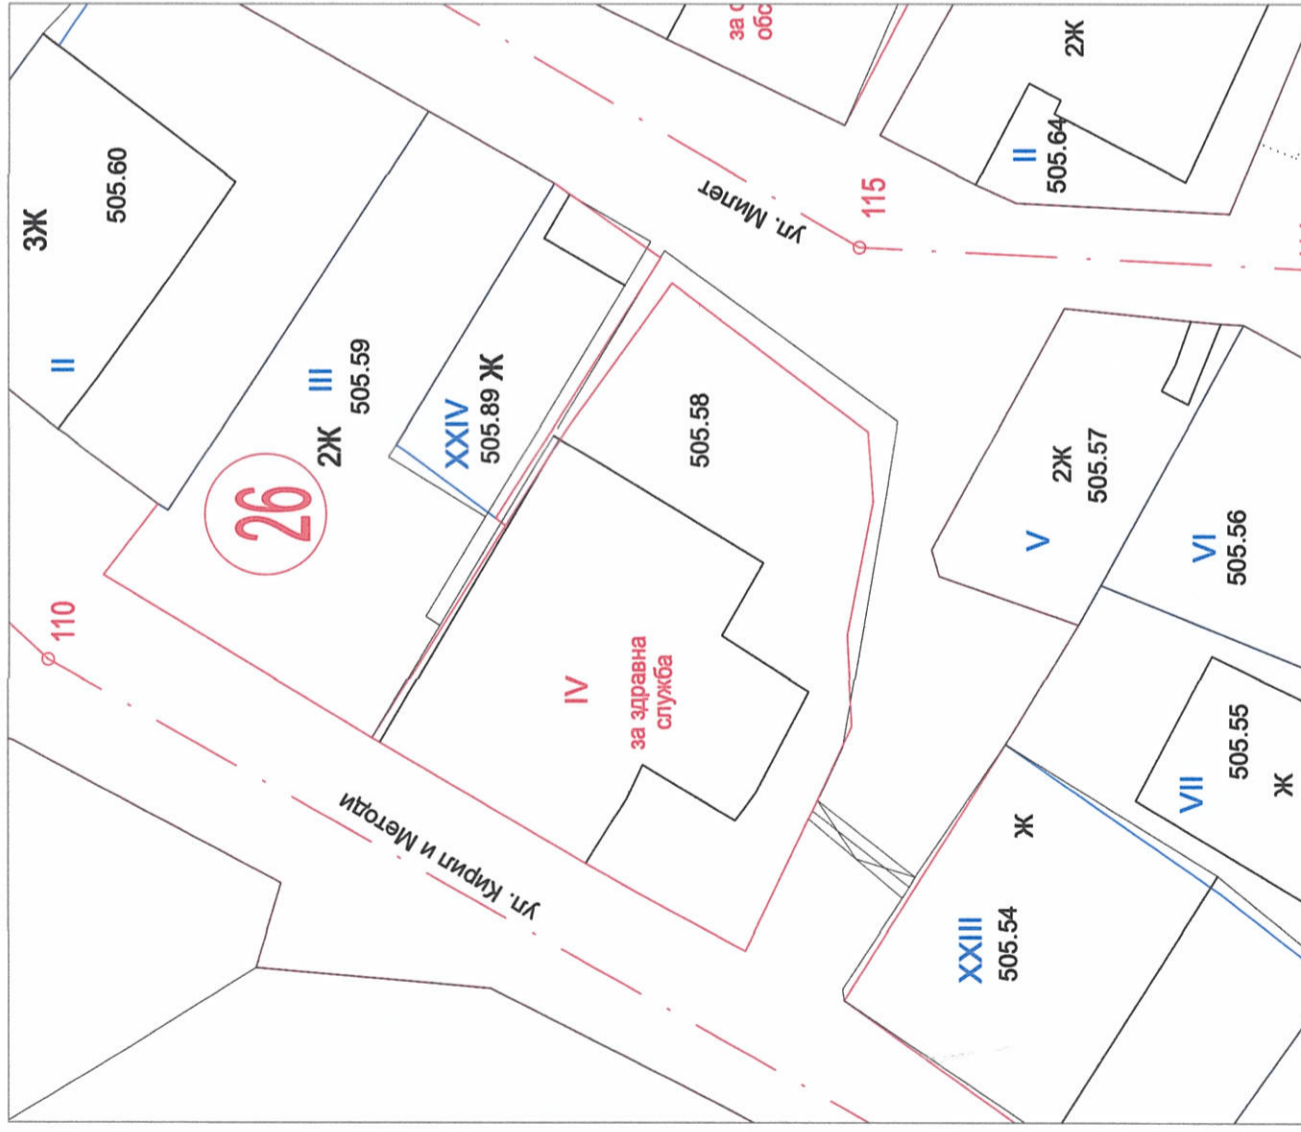 3Ж
505.60
II
III
505.59
2Ж
26
XXIV
505.89 Ж
110
ул. Кирил и Методи
IV
за здравна
служба
505.58
ул. Милет
115
2Ж
II
505.64
2Ж
505.57
V
VI
505.56
VII
505.55
Ж
Ж
XXIII
505.54